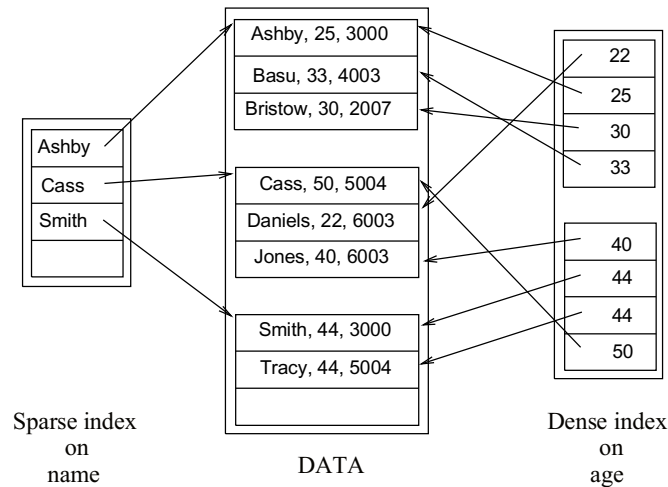 Ashby
Cass
Smith
Sparse index
on
name
Ashby, 25, 3000
Basu, 33, 4003
Bristow, 30, 2007
Cass, 50, 5004
Daniels, 22, 6003
Jones, 40, 6003
Smith, 44, 3000
Tracy, 44, 5004
DATA
22
25
30
33
40
44
44
50
Dense index
on
age